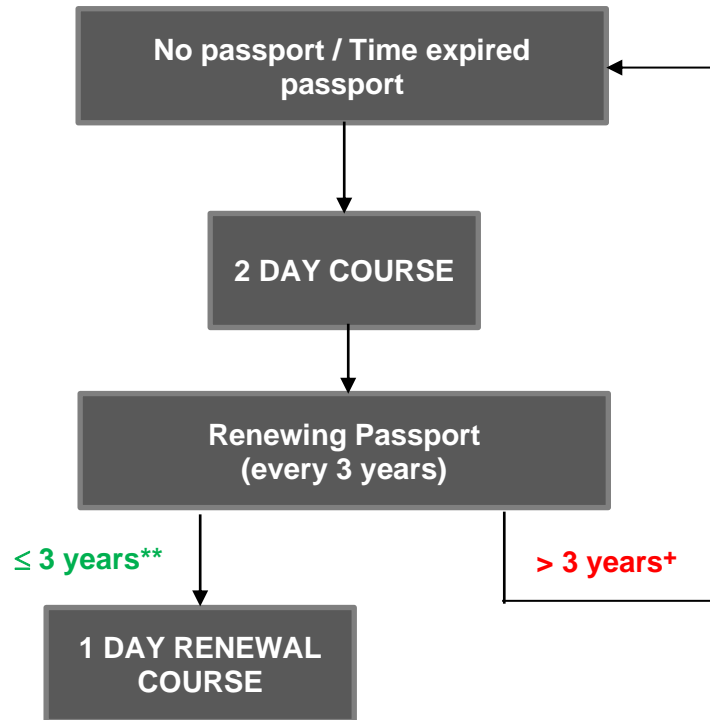 No passport / Time expired
passport
2 DAY COURSE
Renewing Passport
(every 3 years)
≤ 3 years**
> 3 years+
1 DAY RENEWAL
COURSE